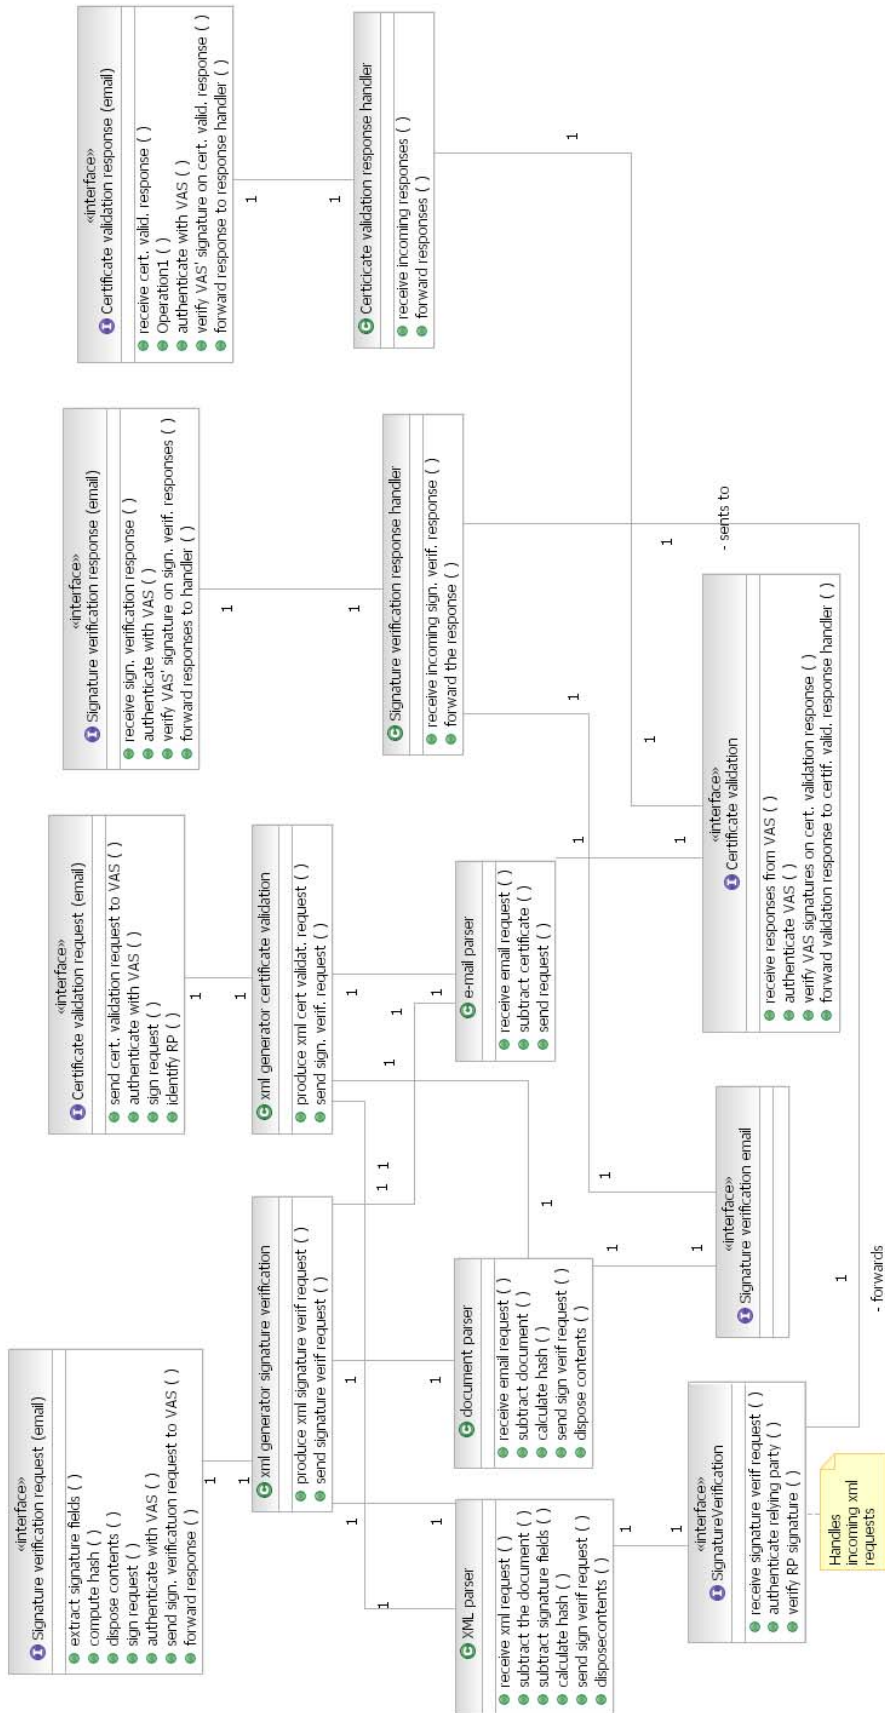 «interface»
Signature verification request (email)
extract signature fields ( )
compute hash ( )
dispose contents ( )
sign request ( )
authenticate with VAS ( )
send sign. verificatuon request to VAS ( )
forward response ( )
«interface»
Certificate validation request (email)
send cert. validation request to VAS ( )
authenticate with VAS ( )
sign request ( )
identify RP ( )
«interface»
Signature verification response (email)
receive sign. verification response ( )
authenticate with VAS ( )
verify VAS' signature on sign. verif. responses ( )
forward responses to handler ( )
«interface»
Certificate validation response (email)
receive cert. valid. response ( )
Operation1 ( )
authenticate with VAS ( )
verify VAS' signature on cert. valid. response ( )
forward response to response handler ( )
1
1
1
1
1
1
1
1
xml generator signature verification
produce xml signature verif request ( )
send signature verif request ( )
xml generator certificate validation
produce xml cert validat. request ( )
send sign. verif. request ( )
Signature verification response handler
receive incoming sign. verif. response ( )
forward the response ( )
Certicicate validation response handler
receive incoming responses ( )
forward responses ( )
1
1
1
1
1
1
1
1
1
1
1
1
XML parser
receive xml request ( )
subtract the document ( )
subtract signature fields ( )
calculate hash ( )
send sign verif request ( )
disposecontents ( )
document parser
receive email request ( )
subtract document ( )
calculate hash ( )
send sign verif request ( )
dispose contents ( )
e-mail parser
receive email request ( )
subtract certificate ( )
send request ( )
1
1
1
1
1
1
1
1
1
1
1
1
- sents to
«interface»
SignatureVerification
receive signature verif request ( )
authenticate relying party ( )
verify RP signature ( )
«interface»
Signature verification email
«interface»
Certificate validation
receive responses from VAS ( )
authenticate VAS ( )
verify VAS signatures on cert. validation response ( )
forward validation response to certif. valid. response handler ( )
Handles
incoming xml
requests
1
- forwards